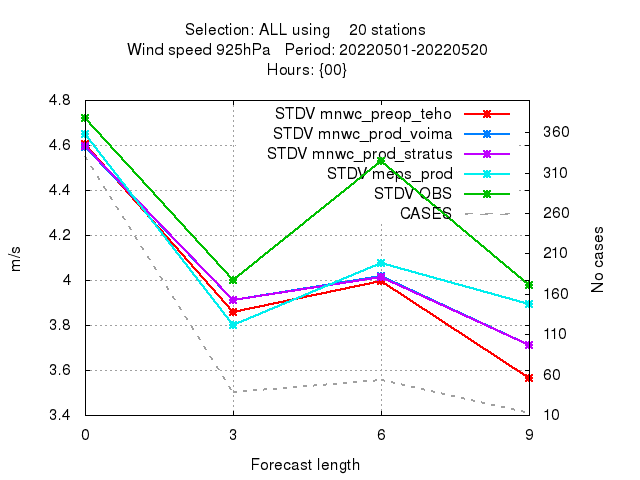 Selection: ALL using    20 stations
Wind speed 925hPa   Period: 20220501-20220520
Hours: {00}
STDV mnwc_preop_teho
STDV mnwc_prod_voima
STDV mnwc_prod_stratus
STDV meps_prod
STDV OBS
CASES
4.8
4.6
4.4
4.2
4
3.8
3.6
3.4
m/s
360
310
260
210
160
110
60
10
No cases
0 3 6 9
Forecast length